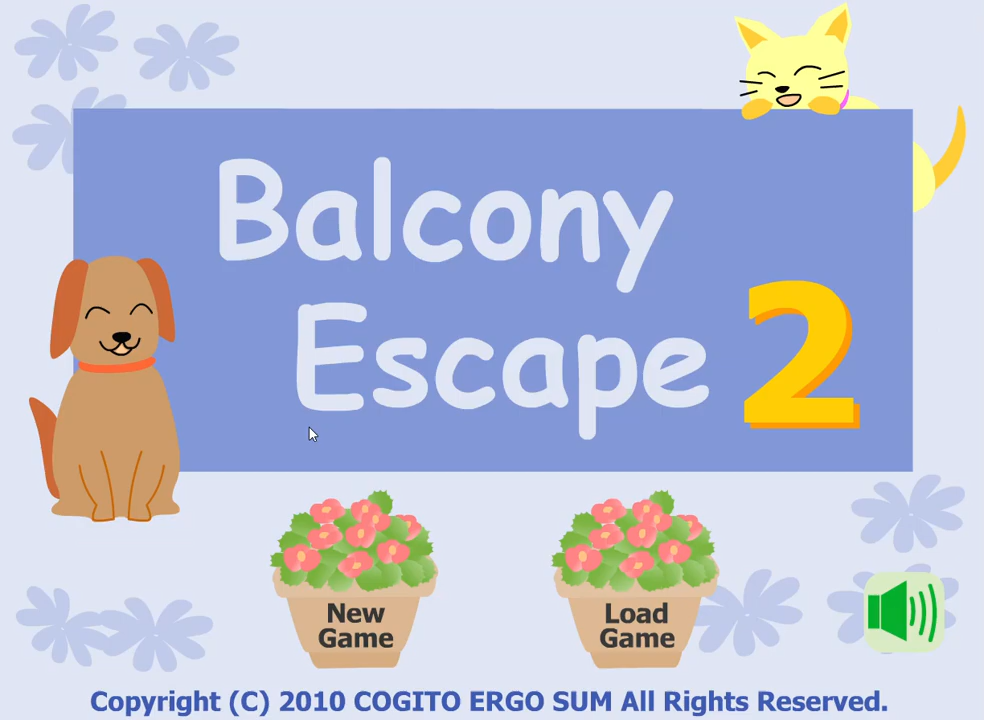 Balcony
Escape 2
New
Game
Load
Game
Copyright (C) 2010 COGITO ERGO SUM All Rights Reserved.